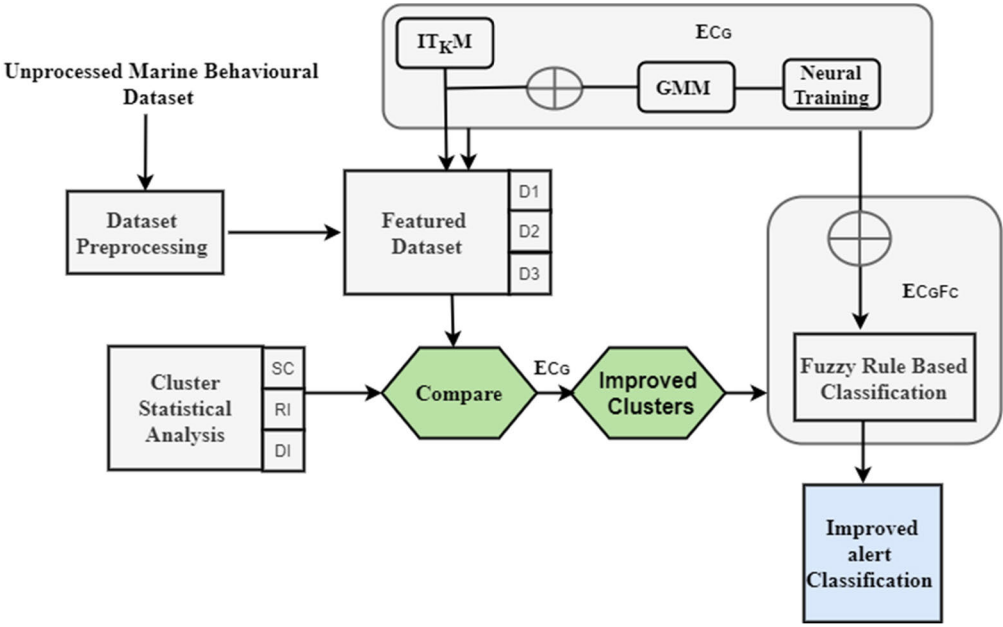 IT_KM
ECG
Unprocessed Marine Behavioural
Dataset
GMM
Neural
Training
Dataset
Preprocessing
Featured
Dataset
D1
D2
D3
ECGFC
Cluster
Statistical
Analysis
SC
RI
DI
Compare
ECG
Improved
Clusters
Fuzzy Rule Based
Classification
Improved
alert
Classification